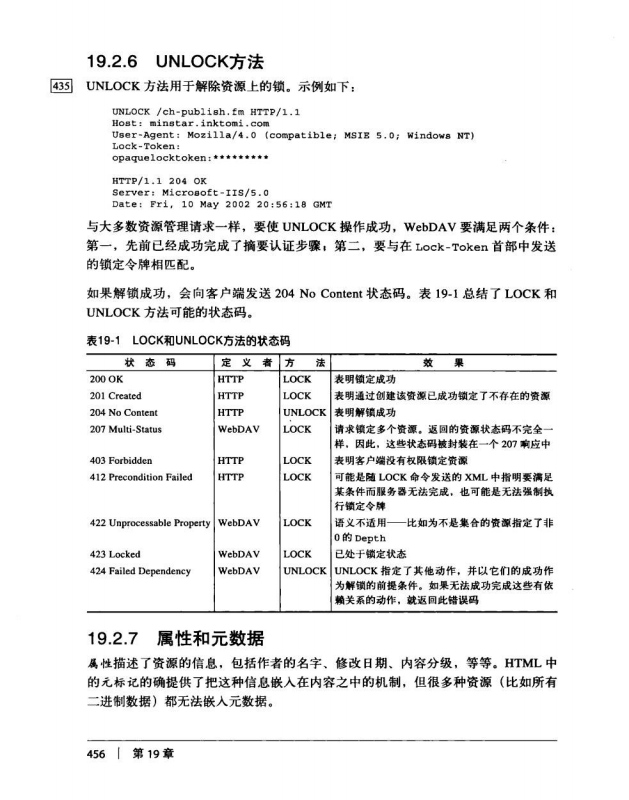 19.2.6 UNLOCK方法
435 UNLOCK 方法用于解除资源上的锁。示例如下：
UNLOCK /ch-publish.fm HTTP/1.1
Host: minstar.inktomi.com
User-Agent: Mozilla/4.0 (compatible; MSIE 5.0; Windows NT)
Lock-Token:
opaquelocktoken:*********
HTTP/1.1 204 OK
Server: Microsoft-IIS/5.0
Date: Fri, 10 May 2002 20:56:18 GMT
与大多数资源管理请求一样，要使 UNLOCK 操作成功，WebDAV 要满足两个条件：
第一，先前已经成功完成了摘要认证步骤；第二，要与在 Lock-Token 首部中发送
的锁定令牌相匹配。
如果解锁成功，会向客户端发送 204 No Content 状态码。表 19-1 总结了 LOCK 和
UNLOCK 方法可能的状态码。
表19-1 LOCK和UNLOCK方法的状态码
状态码 定义者 方法 效果
200 OK HTTP LOCK 表明锁定成功
201 Created HTTP LOCK 表明通过创建该资源已成功锁定了不存在的资源
204 No Content HTTP UNLOCK 表明解锁成功
207 Multi-Status WebDAV LOCK 请求锁定多个资源。返回的资源状态码不完全一
样，因此，这些状态码被封装在一个 207 响应中
403 Forbidden HTTP LOCK 表明客户端没有权限锁定资源
412 Precondition Failed HTTP LOCK 可能是随 LOCK 命令发送的 XML 中指明要满足
某条件而服务器无法完成，也可能是无法强制执
行锁定令牌
422 Unprocessable Property WebDAV LOCK 语义不适用——比如为不是集合的资源指定了非
0 的 Depth
423 Locked WebDAV LOCK 已处于锁定状态
424 Failed Dependency WebDAV UNLOCK UNLOCK 指定了其他动作，并以它们的成功作
为解锁的前提条件。如果无法成功完成这些有依
赖关系的动作，就返回此错误码
19.2.7 属性和元数据
属性描述了资源的信息，包括作者的名字、修改日期、内容分级，等等。HTML 中
的元标记的确提供了把这种信息嵌入在内容之中的机制，但很多种资源（比如所有
二进制数据）都无法嵌入元数据。
456 | 第 19 章